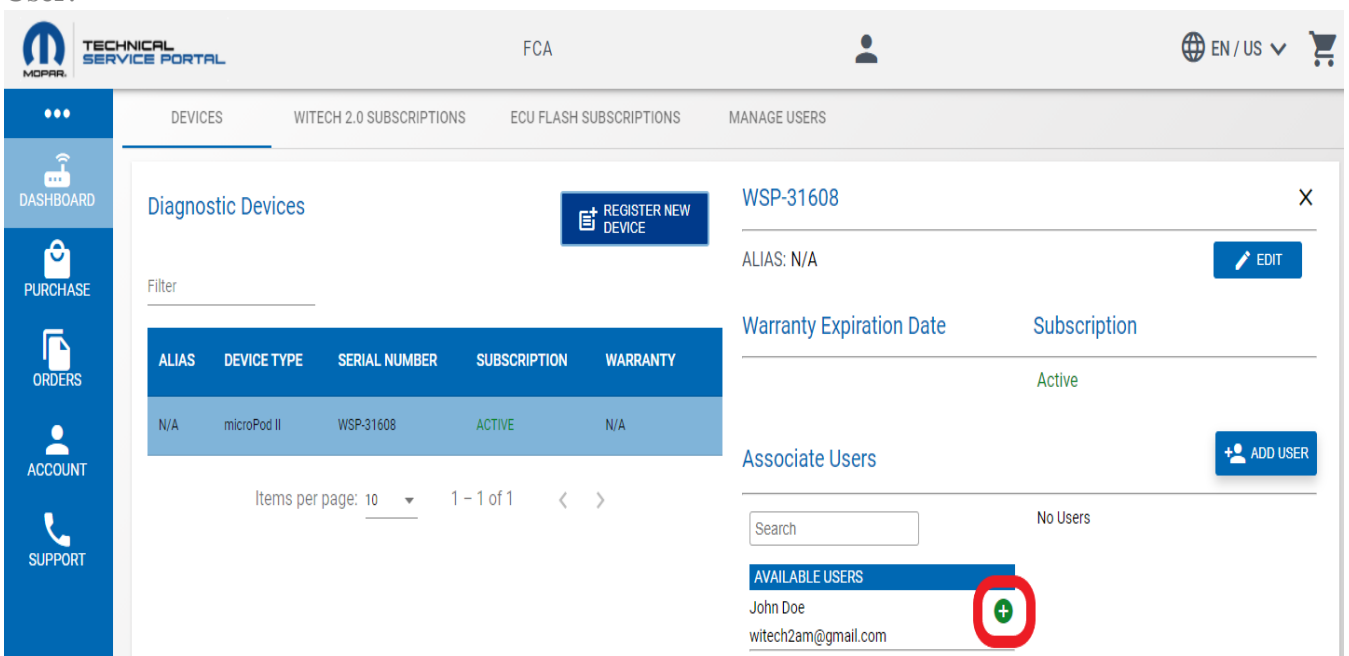 User.
MOPAR.
TECHNICAL
SERVICE PORTAL
FCA
EN / US
DEVICES
WITECH 2.0 SUBSCRIPTIONS
ECU FLASH SUBSCRIPTIONS
MANAGE USERS
DASHBOARD
PURCHASE
ORDERS
ACCOUNT
SUPPORT
Diagnostic Devices
REGISTER NEW
DEVICE
Filter
ALIAS DEVICE TYPE SERIAL NUMBER SUBSCRIPTION WARRANTY
N/A microPod II WSP-31608 ACTIVE N/A
Items per page: 10 1 – 1 of 1
WSP-31608 X
ALIAS: N/A
EDIT
Warranty Expiration Date Subscription
Active
Associate Users
ADD USER
Search
No Users
AVAILABLE USERS
John Doe
witech2am@gmail.com